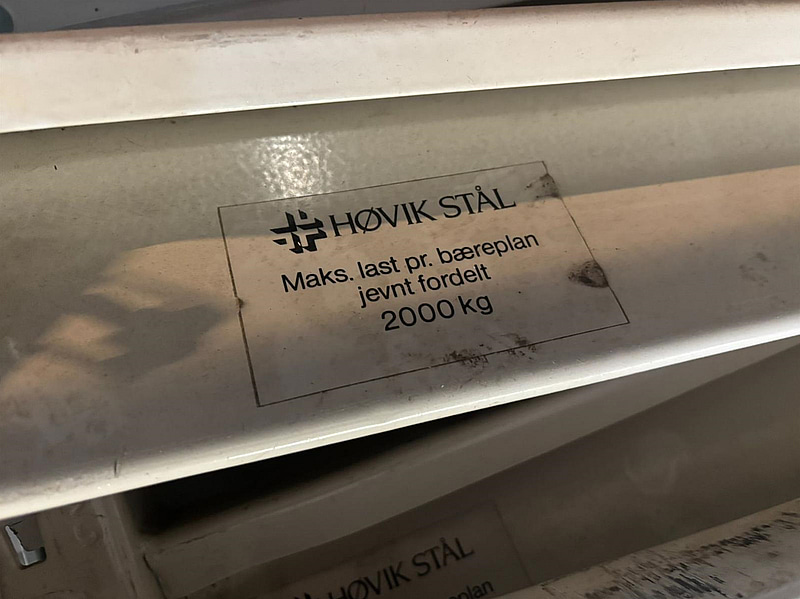 HØVIK STÅL
Maks. last pr. bæreplan
jevnt fordelt
2000 kg
HØVIK STÅL